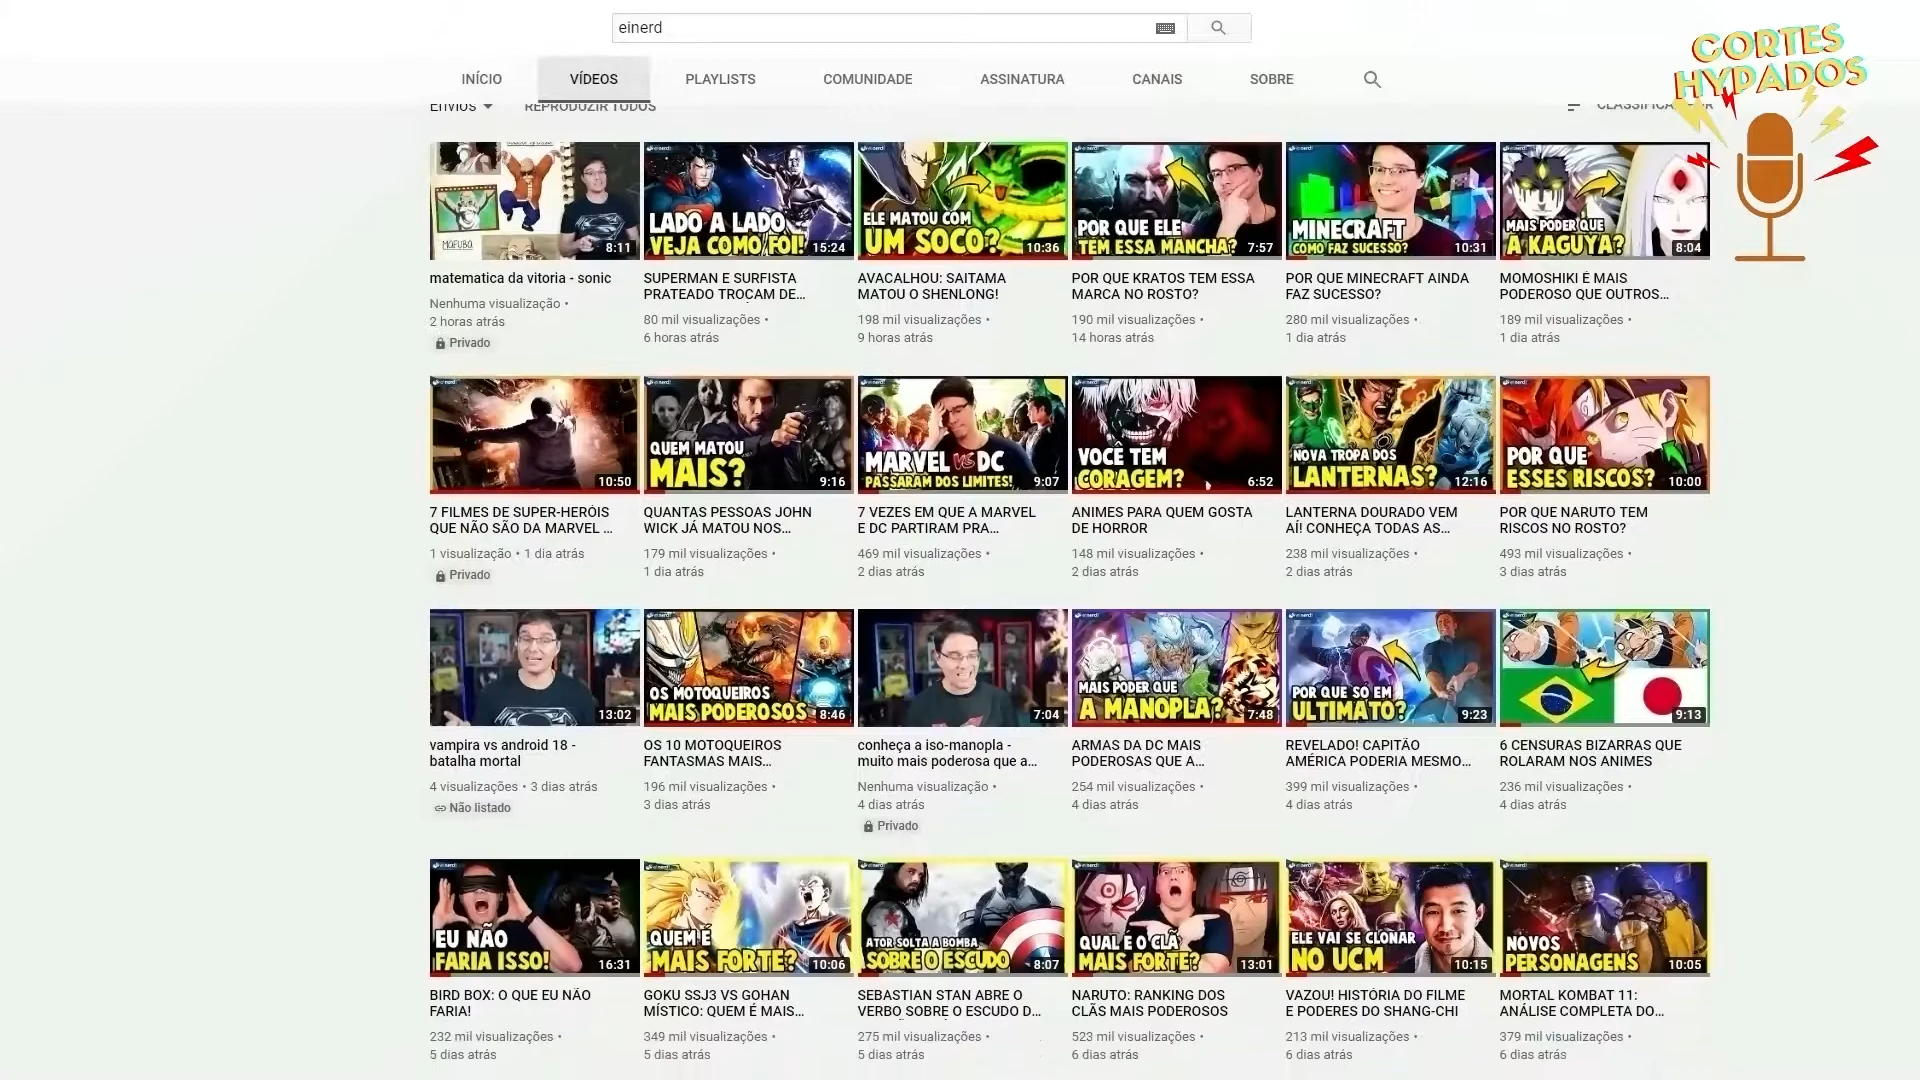 einerd
CORTES
HYPADOS
INÍCIO VÍDEOS PLAYLISTS COMUNIDADE ASSINATURA CANAIS SOBRE
ENVIOS REPRODUZIR TODOS
MAFUBA
8:11
LADO A LADO
VEJA COMO FOI! 15:24
ELE MATOU COM
UM SOCO? 10:36
POR QUE ELE
TEM ESSA MANCHA? 7:57
MINECRAFT
COMO FAZ SUCESSO? 10:31
MAIS PODER QUE
A KAGUYA? 8:04
matematica da vitoria - sonic
Nenhuma visualização •
2 horas atrás
Privado
SUPERMAN E SURFISTA
PRATEADO TROCAM DE...
80 mil visualizações •
6 horas atrás
AVACALHOU: SAITAMA
MATOU O SHENLONG!
198 mil visualizações •
9 horas atrás
POR QUE KRATOS TEM ESSA
MARCA NO ROSTO?
190 mil visualizações •
14 horas atrás
POR QUE MINECRAFT AINDA
FAZ SUCESSO?
280 mil visualizações •
1 dia atrás
MOMOSHIKI É MAIS
PODEROSO QUE OUTROS...
189 mil visualizações •
1 dia atrás
10:50
QUEM MATOU
MAIS? 9:16
MARVEL VS DC
PASSARAM DOS LIMITES! 9:07
VOCÊ TEM
CORAGEM? 6:52
NOVA TROPA DOS
LANTERNAS? 12:16
POR QUE
ESSES RISCOS? 10:00
7 FILMES DE SUPER-HERÓIS
QUE NÃO SÃO DA MARVEL ...
1 visualização • 1 dia atrás
Privado
QUANTAS PESSOAS JOHN
WICK JÁ MATOU NOS...
179 mil visualizações •
1 dia atrás
7 VEZES EM QUE A MARVEL
E DC PARTIRAM PRA...
469 mil visualizações •
2 dias atrás
ANIMES PARA QUEM GOSTA
DE HORROR
148 mil visualizações •
2 dias atrás
LANTERNA DOURADO VEM
AÍ! CONHEÇA TODAS AS...
238 mil visualizações •
2 dias atrás
POR QUE NARUTO TEM
RISCOS NO ROSTO?
493 mil visualizações •
3 dias atrás
13:02
OS MOTOQUEIROS
MAIS PODEROSOS 8:46
7:04
MAIS PODER QUE
A MANOPLA? 7:48
POR QUE SÓ EM
ULTIMATO? 9:23
9:13
vampira vs android 18 -
batalha mortal
4 visualizações • 3 dias atrás
Não listado
OS 10 MOTOQUEIROS
FANTASMAS MAIS...
196 mil visualizações •
3 dias atrás
conheça a iso-manopla -
muito mais poderosa que a...
Nenhuma visualização •
4 dias atrás
Privado
ARMAS DA DC MAIS
PODEROSAS QUE A...
254 mil visualizações •
4 dias atrás
REVELADO! CAPITÃO
AMÉRICA PODERIA MESMO...
399 mil visualizações •
4 dias atrás
6 CENSURAS BIZARRAS QUE
ROLARAM NOS ANIMES
236 mil visualizações •
4 dias atrás
EU NÃO
FARIA ISSO! 16:31
QUEM É
MAIS FORTE? 10:06
ATOR SOLTA A BOMBA
SOBRE O ESCUDO 8:07
QUAL É O CLÃ
MAIS FORTE? 13:01
ELE VAI SE CLONAR
NO UCM 10:15
NOVOS
PERSONAGENS 10:05
BIRD BOX: O QUE EU NÃO
FARIA!
232 mil visualizações •
5 dias atrás
GOKU SSJ3 VS GOHAN
MÍSTICO: QUEM É MAIS...
349 mil visualizações •
5 dias atrás
SEBASTIAN STAN ABRE O
VERBO SOBRE O ESCUDO D...
275 mil visualizações •
5 dias atrás
NARUTO: RANKING DOS
CLÃS MAIS PODEROSOS
523 mil visualizações •
6 dias atrás
VAZOU! HISTÓRIA DO FILME
E PODERES DO SHANG-CHI
213 mil visualizações •
6 dias atrás
MORTAL KOMBAT 11:
ANÁLISE COMPLETA DO...
379 mil visualizações •
6 dias atrás